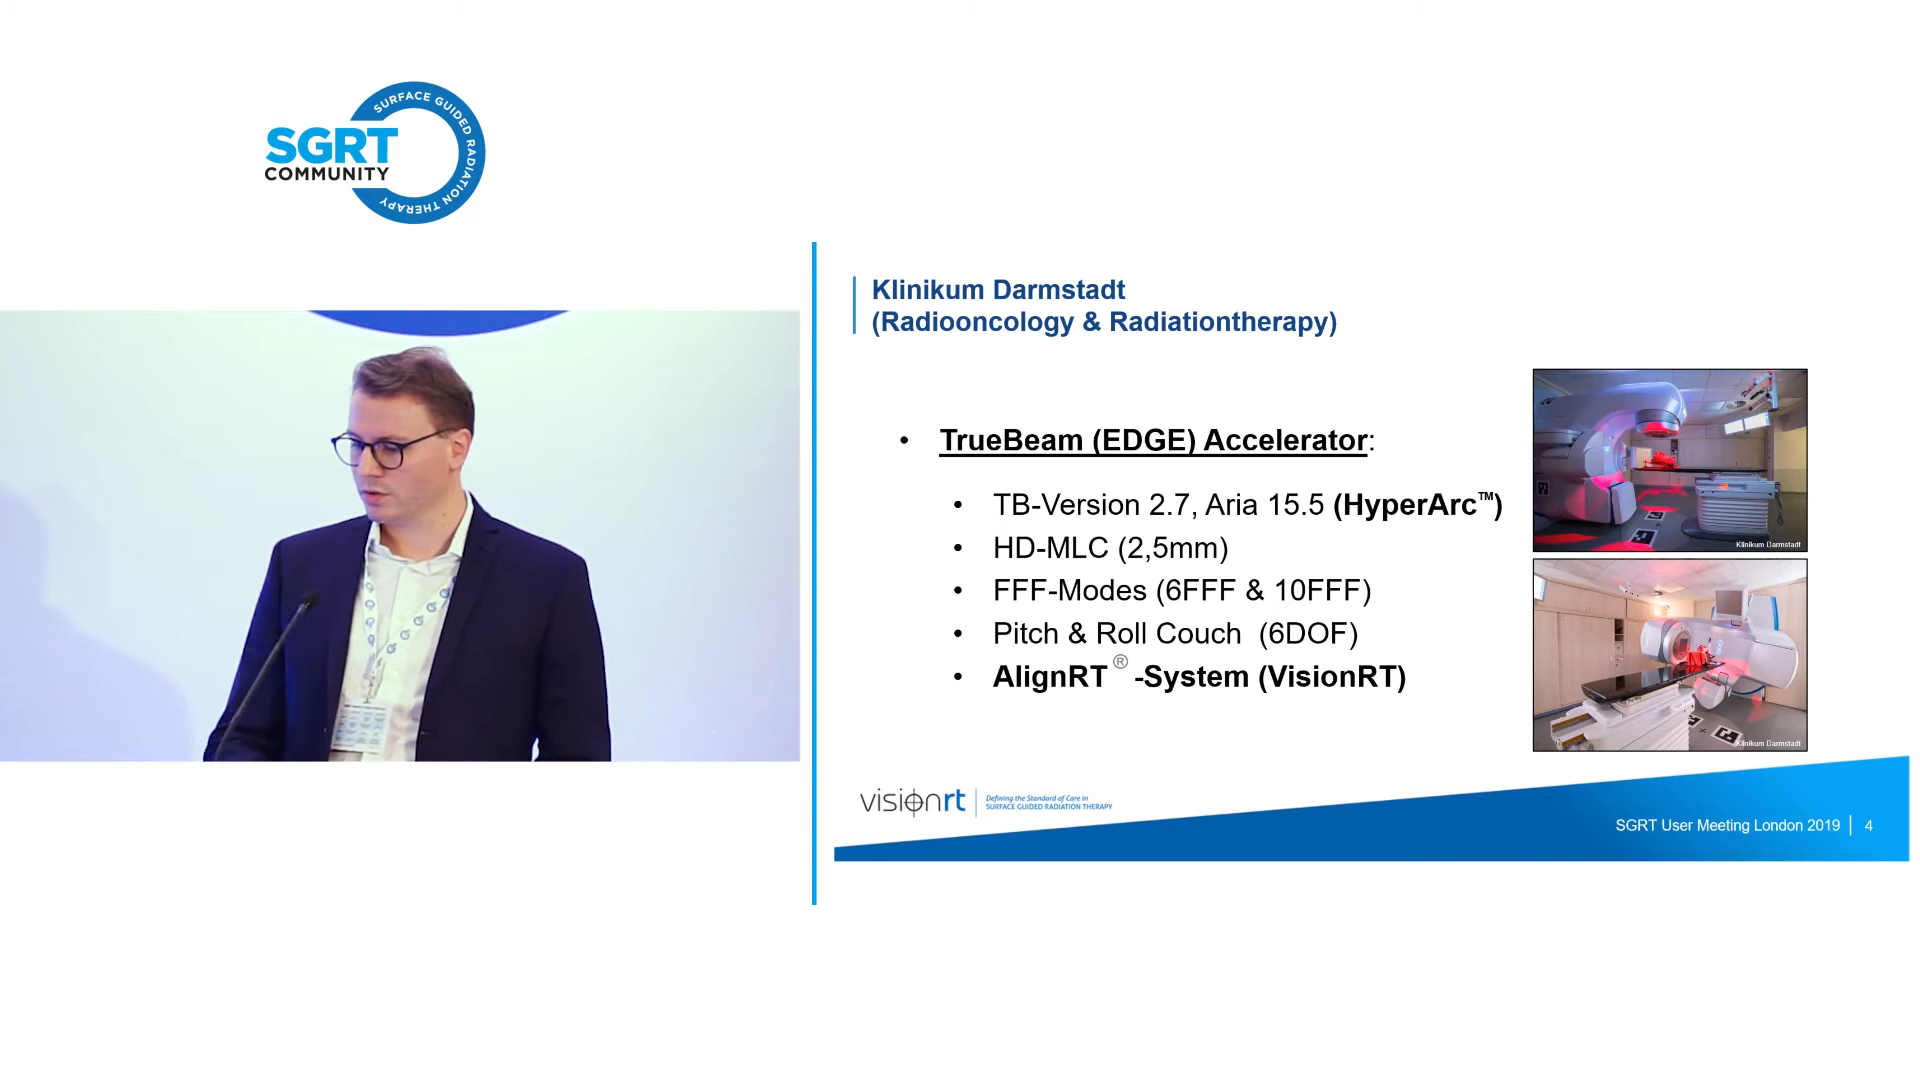 SURFACE GUIDED RADIATION THERAPY
SGRT
COMMUNITY
Klinikum Darmstadt
(Radiooncology & Radiationtherapy)
• TrueBeam (EDGE) Accelerator:
• TB-Version 2.7, Aria 15.5 (HyperArc™)
• HD-MLC (2,5mm)
• FFF-Modes (6FFF & 10FFF)
• Pitch & Roll Couch (6DOF)
• AlignRT® -System (VisionRT)
Klinikum Darmstadt
Klinikum Darmstadt
visionrt
Defining the Standard of Care in
SURFACE GUIDED RADIATION THERAPY
SGRT User Meeting London 2019 | 4